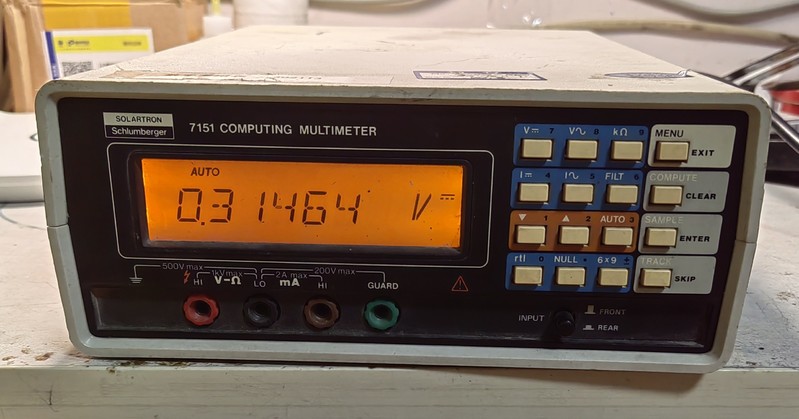 SOLARTRON
Schlumberger
7151 COMPUTING MULTIMETER
AUTO
0.31464 V
V 7 V 8 kΩ 9 MENU EXIT
I 4 I 5 FILT 6 COMPUTE CLEAR
▼ 1 ▲ 2 AUTO 3 SAMPLE ENTER
rtl 0 NULL . 6x9 ± TRACK SKIP
500V max 200V max
1kV max 2A max
HI V-Ω LO mA HI GUARD
INPUT FRONT
REAR